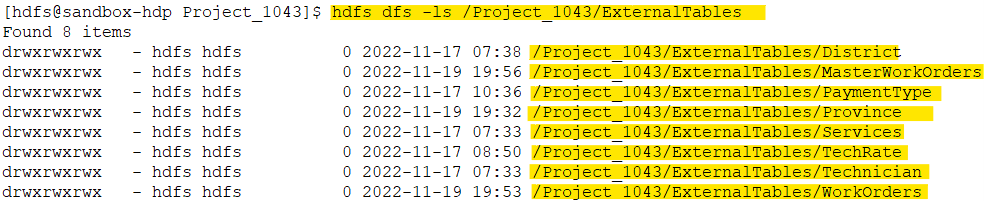 [hdfs@sandbox-hdp Project_1043]$ hdfs dfs -ls /Project_1043/ExternalTables
Found 8 items
drwxrwxrwx   - hdfs hdfs          0 2022-11-17 07:38 /Project_1043/ExternalTables/District
drwxrwxrwx   - hdfs hdfs          0 2022-11-19 19:56 /Project_1043/ExternalTables/MasterWorkOrders
drwxrwxrwx   - hdfs hdfs          0 2022-11-17 10:36 /Project_1043/ExternalTables/PaymentType
drwxrwxrwx   - hdfs hdfs          0 2022-11-19 19:32 /Project_1043/ExternalTables/Province
drwxrwxrwx   - hdfs hdfs          0 2022-11-17 07:33 /Project_1043/ExternalTables/Services
drwxrwxrwx   - hdfs hdfs          0 2022-11-17 08:50 /Project_1043/ExternalTables/TechRate
drwxrwxrwx   - hdfs hdfs          0 2022-11-17 07:33 /Project_1043/ExternalTables/Technician
drwxrwxrwx   - hdfs hdfs          0 2022-11-19 19:53 /Project_1043/ExternalTables/WorkOrders